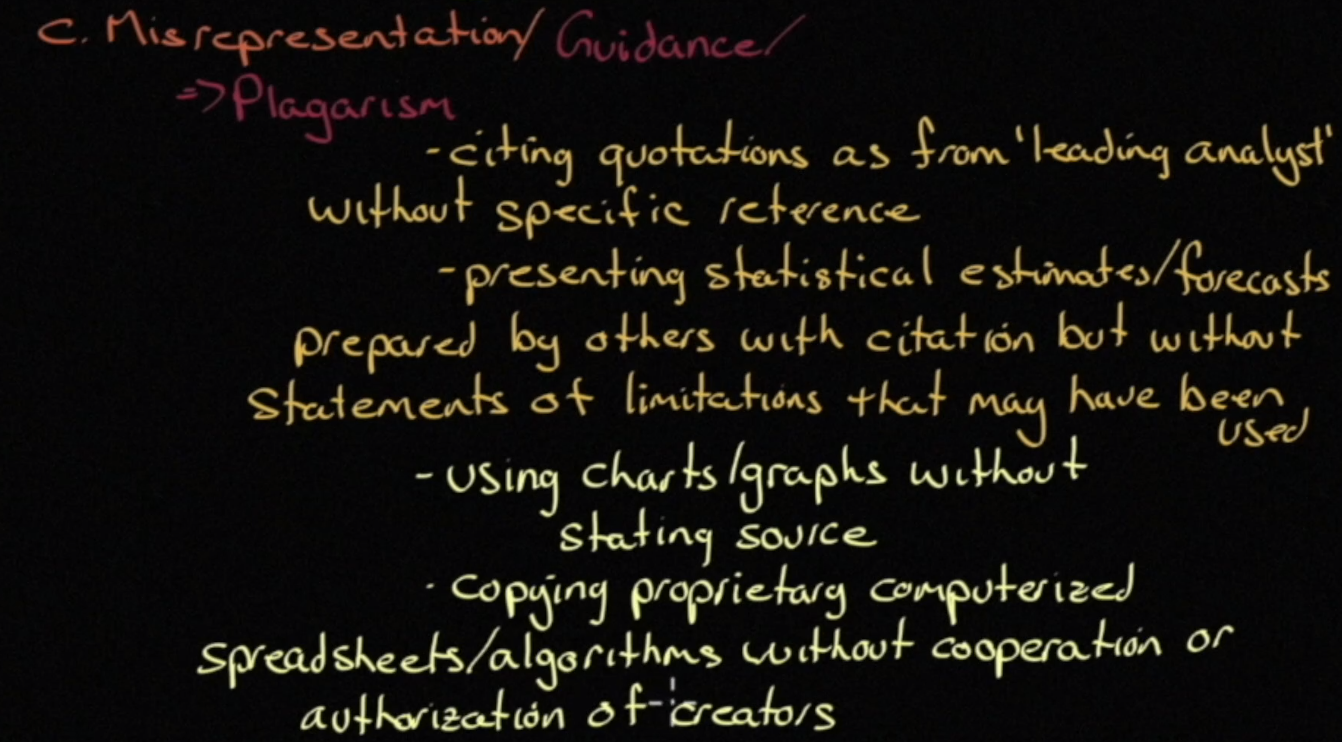 C. Misrepresentation/ Guidance/
=> Plagarism
- citing quotations as from 'leading analyst'
without specific reference
- presenting statistical estimates/forecasts
prepared by others with citation but without
statements of limitations that may have been
used
- using charts/graphs without
stating source
- copying proprietary computerized
spreadsheets/algorithms without cooperation or
authorization of creators